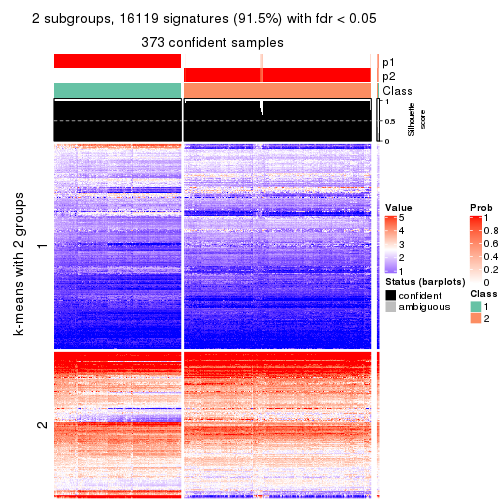 2 subgroups, 16119 signatures (91.5%) with fdr < 0.05
373 confident samples
p1
p2
Class
1
0.5
0
Silhouette
score
k-means with 2 groups
1
2
Value
5
4
3
2
1
Status (barplots)
confident
ambiguous
Prob
1
0.8
0.6
0.4
0.2
0
Class
1
2